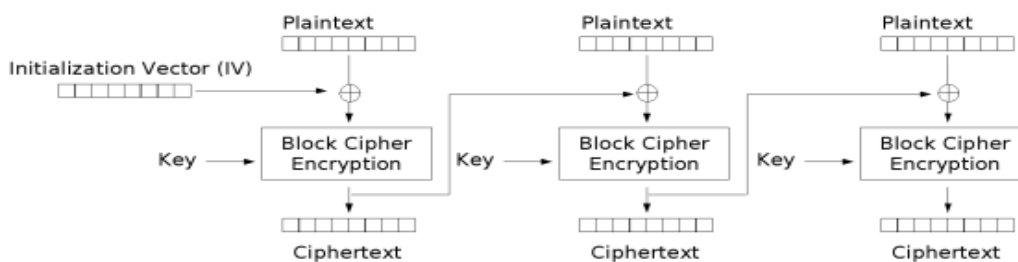 Plaintext
Plaintext
Plaintext
Initialization Vector (IV)
Key
Block Cipher
Encryption
Key
Block Cipher
Encryption
Key
Block Cipher
Encryption
Ciphertext
Ciphertext
Ciphertext